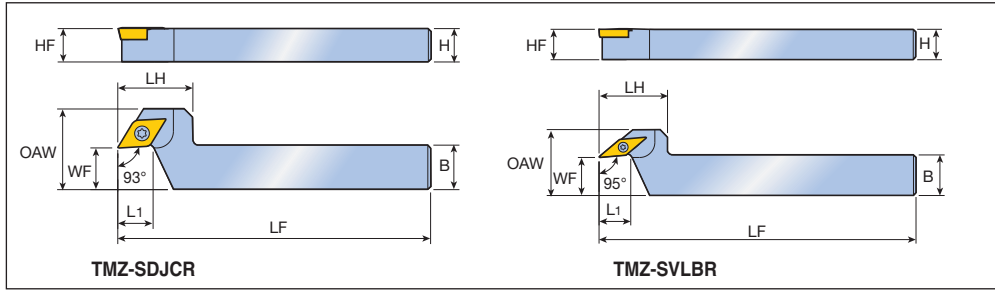 HF
H
LH
OAW
WF
93°
B
L1
LF
TMZ-SDJCR
HF
H
LH
OAW
WF
95°
B
L1
LF
TMZ-SVLBR